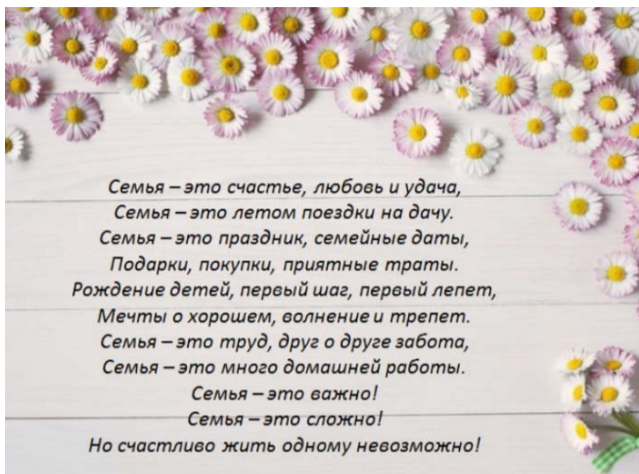 Семья – это счастье, любовь и удача,
Семья – это летом поездки на дачу.
Семья – это праздник, семейные даты,
Подарки, покупки, приятные траты.
Рождение детей, первый шаг, первый лепет,
Мечты о хорошем, волнение и трепет.
Семья – это труд, друг о друге забота,
Семья – это много домашней работы.
Семья – это важно!
Семья – это сложно!
Но счастливо жить одному невозможно!